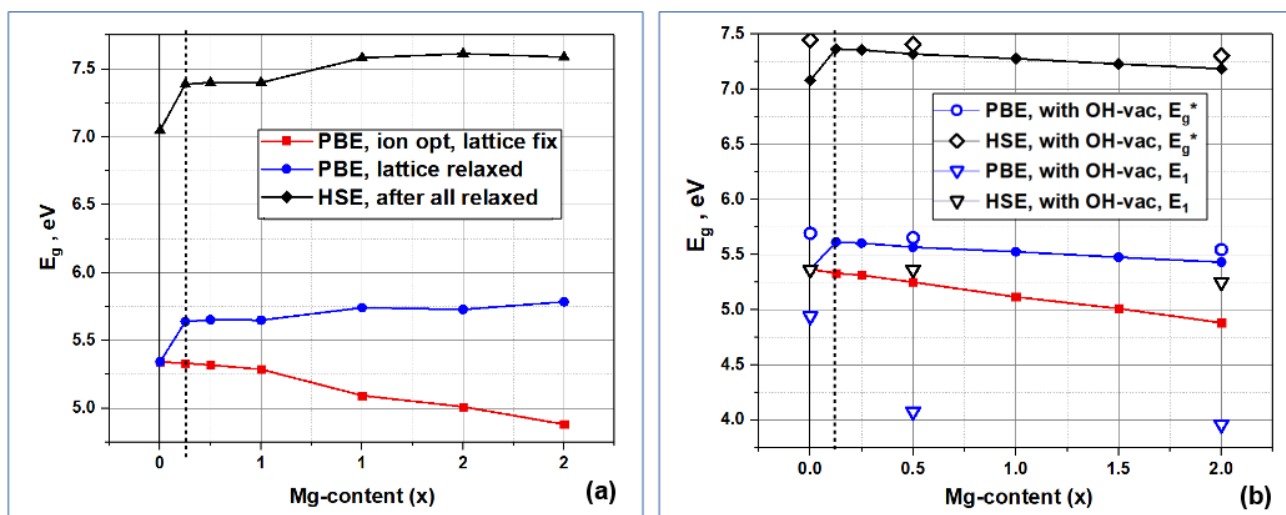 7.5
7.0
6.5
6.0
5.5
5.0
E_g , eV
PBE, ion opt, lattice fix
PBE, lattice relaxed
HSE, after all relaxed
0 1 1 2 2
Mg-content (x)
(a)
7.5
7.0
6.5
6.0
5.5
5.0
4.5
4.0
E_g , eV
PBE, with OH-vac, E_g*
HSE, with OH-vac, E_g*
PBE, with OH-vac, E_1
HSE, with OH-vac, E_1
0.0 0.5 1.0 1.5 2.0
Mg-content (x)
(b)